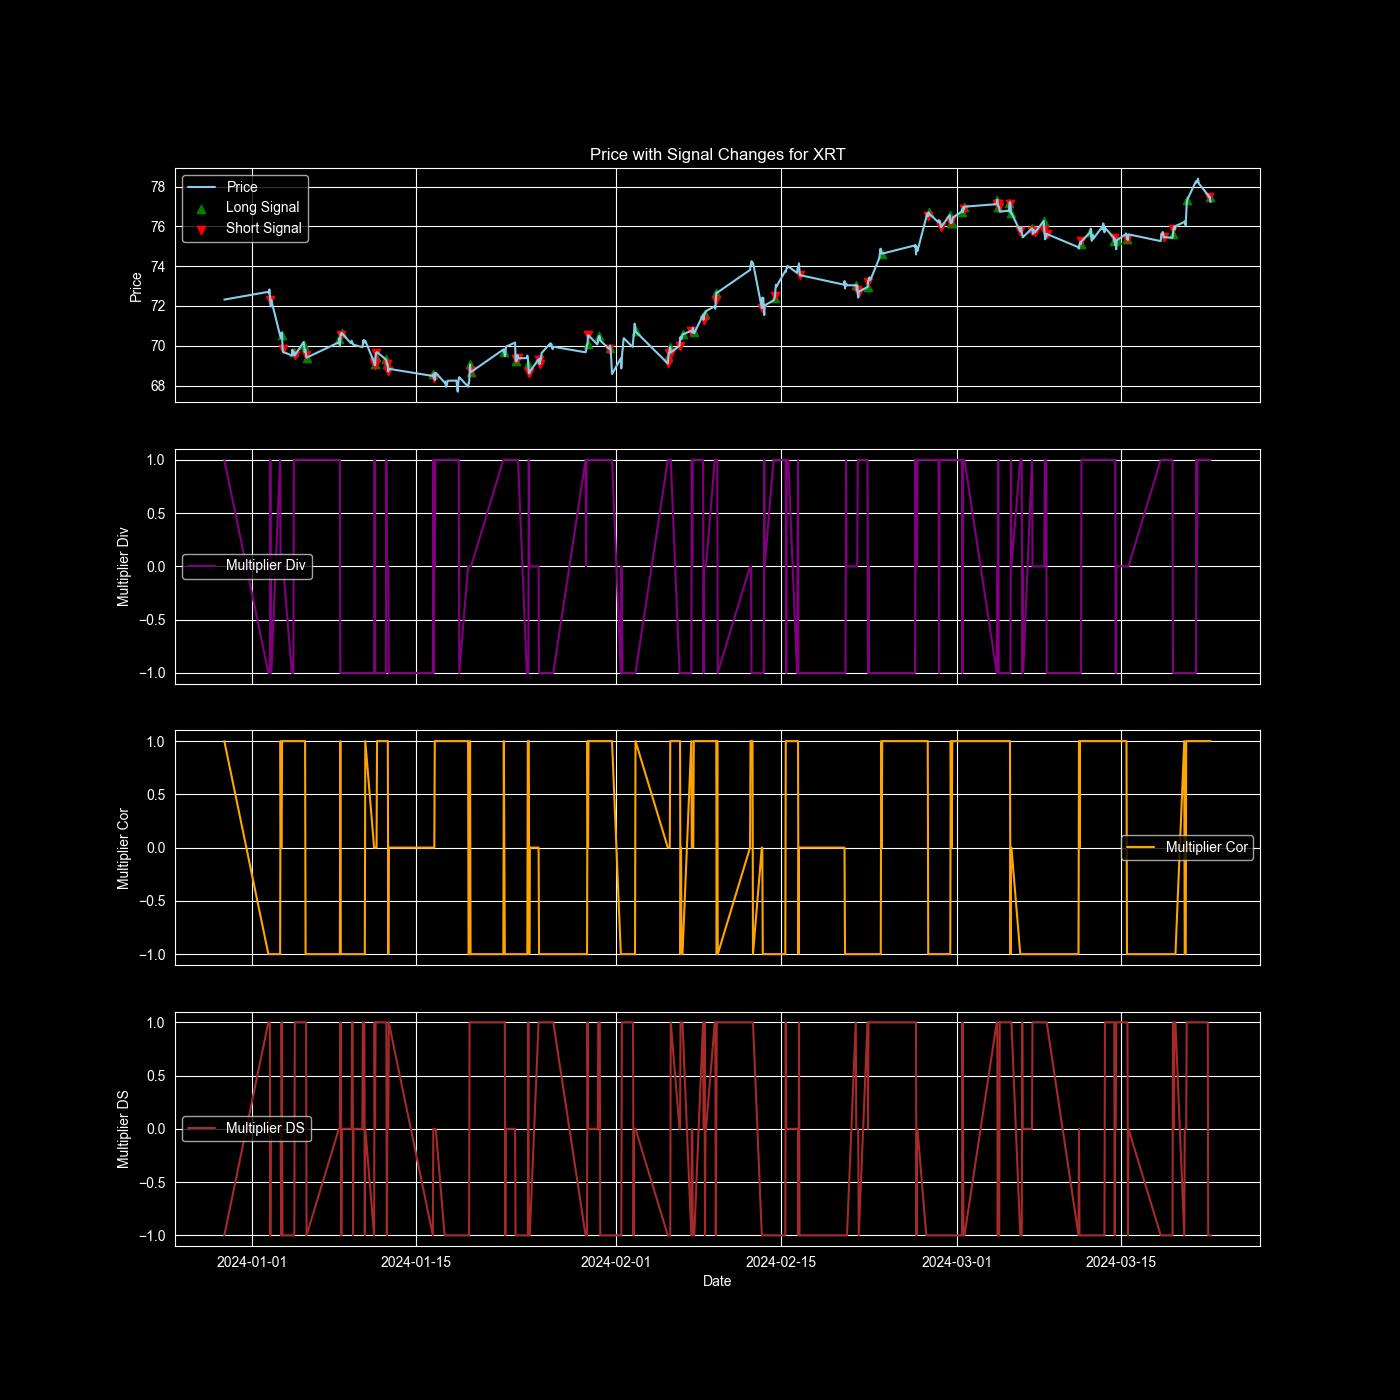 Price with Signal Changes for XRT
Price
Long Signal
Short Signal
78
76
74
72
70
68
Price
1.0
0.5
0.0
−0.5
−1.0
Multiplier Div
Multiplier Div
1.0
0.5
0.0
−0.5
−1.0
Multiplier Cor
Multiplier Cor
1.0
0.5
0.0
−0.5
−1.0
Multiplier DS
Multiplier DS
2024-01-01 2024-01-15 2024-02-01 2024-02-15 2024-03-01 2024-03-15
Date